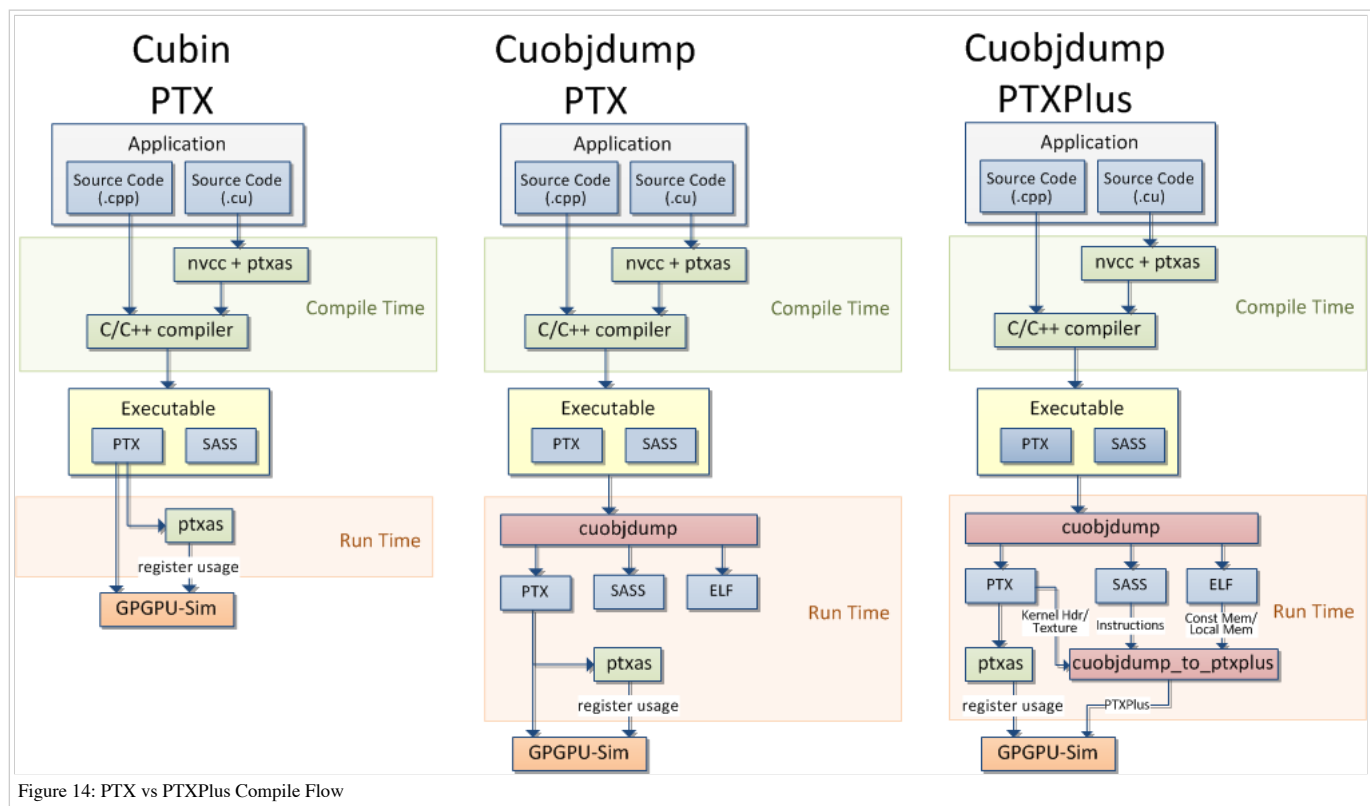 Cubin
PTX
Application
Source Code
(.cpp)
Source Code
(.cu)
nvcc + ptxas
Compile Time
C/C++ compiler
Executable
PTX
SASS
ptxas
Run Time
register usage
GPGPU-Sim
Cuobjdump
PTX
Application
Source Code
(.cpp)
Source Code
(.cu)
nvcc + ptxas
Compile Time
C/C++ compiler
Executable
PTX
SASS
cuobjdump
PTX
SASS
ELF
Run Time
ptxas
register usage
GPGPU-Sim
Cuobjdump
PTXPlus
Application
Source Code
(.cpp)
Source Code
(.cu)
nvcc + ptxas
Compile Time
C/C++ compiler
Executable
PTX
SASS
cuobjdump
PTX
SASS
ELF
Run Time
Kernel Hdr/
Texture
Instructions
Const Mem/
Local Mem
ptxas
cuobjdump_to_ptxplus
register usage
PTXPlus
GPGPU-Sim
Figure 14: PTX vs PTXPlus Compile Flow